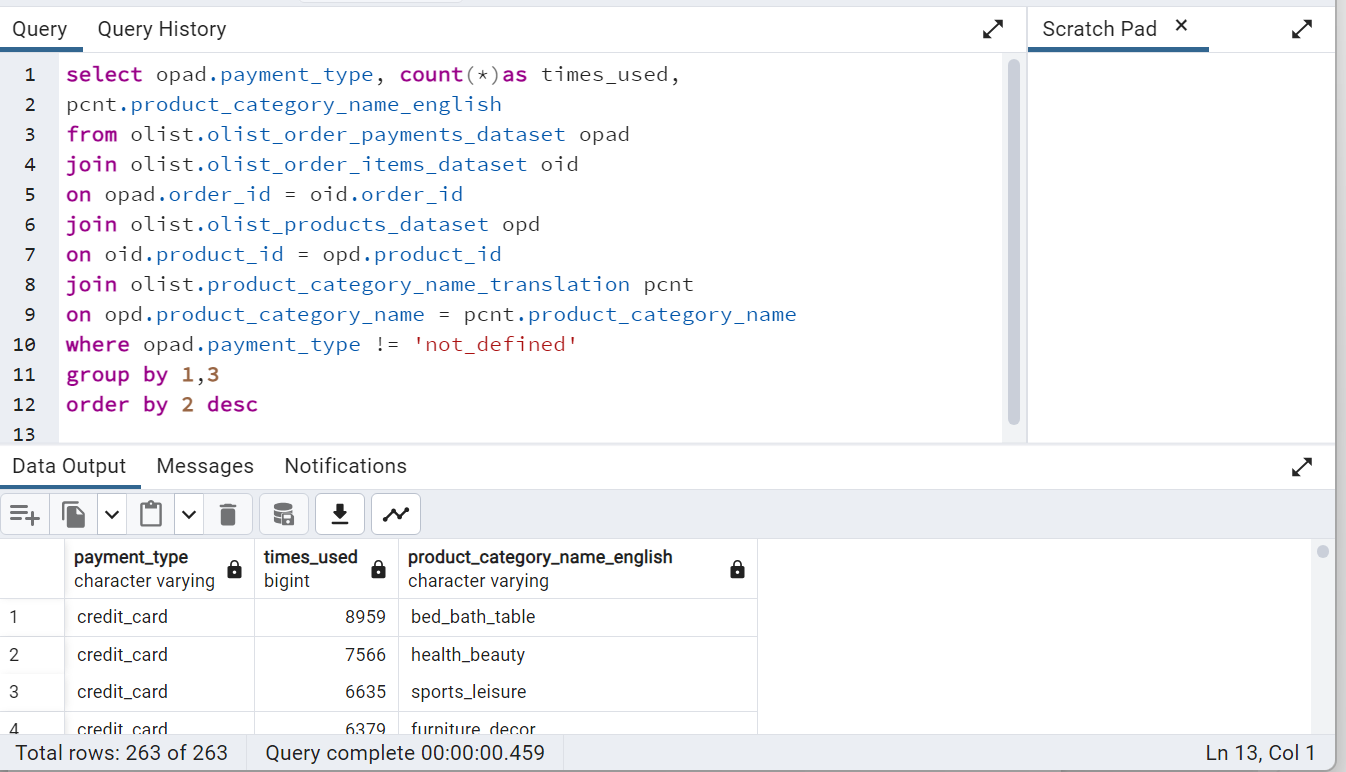 Query Query History
Scratch Pad ×
1 select opad.payment_type, count(*)as times_used,
2 pcnt.product_category_name_english
3 from olist.olist_order_payments_dataset opad
4 join olist.olist_order_items_dataset oid
5 on opad.order_id = oid.order_id
6 join olist.olist_products_dataset opd
7 on oid.product_id = opd.product_id
8 join olist.product_category_name_translation pcnt
9 on opd.product_category_name = pcnt.product_category_name
10 where opad.payment_type != 'not_defined'
11 group by 1,3
12 order by 2 desc
13
Data Output Messages Notifications
payment_type times_used product_category_name_english
character varying bigint character varying
1 credit_card 8959 bed_bath_table
2 credit_card 7566 health_beauty
3 credit_card 6635 sports_leisure
4 credit_card 6379 furniture_decor
Total rows: 263 of 263 Query complete 00:00:00.459 Ln 13, Col 1